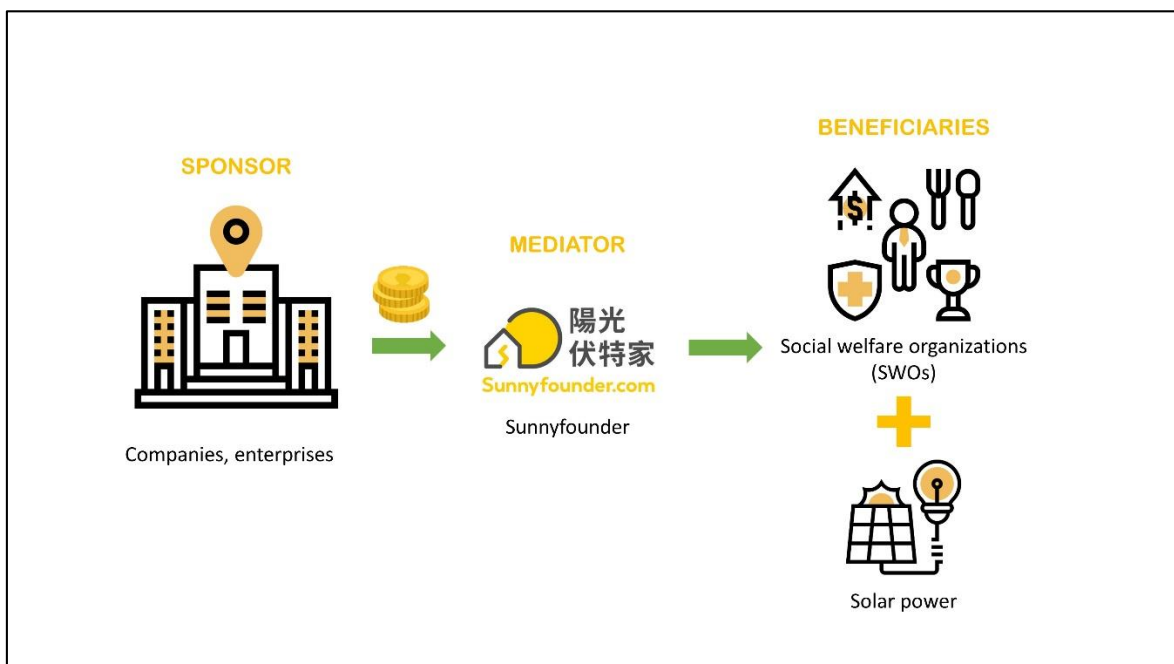 SPONSOR
Companies, enterprises
MEDIATOR
陽光
伏特家
Sunnyfounder.com
Sunnyfounder
BENEFICIARIES
$
Social welfare organizations
(SWOs)
Solar power